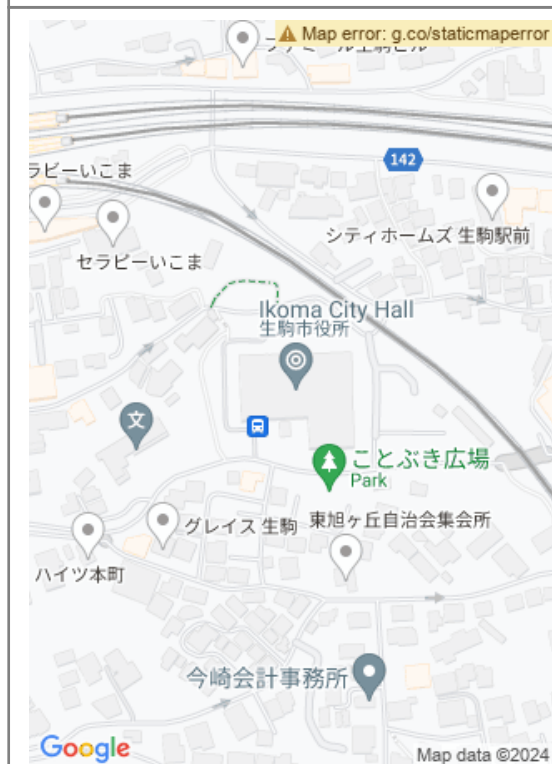 Map error: g.co/staticmaperror
142
ラビーいこま
シティホームズ 生駒駅前
セラビーいこま
Ikoma City Hall
生駒市役所
文
ことぶき広場
Park
東旭ヶ丘自治会集会所
グレイス 生駒
ハイツ本町
今崎会計事務所
Google
Map data ©2024